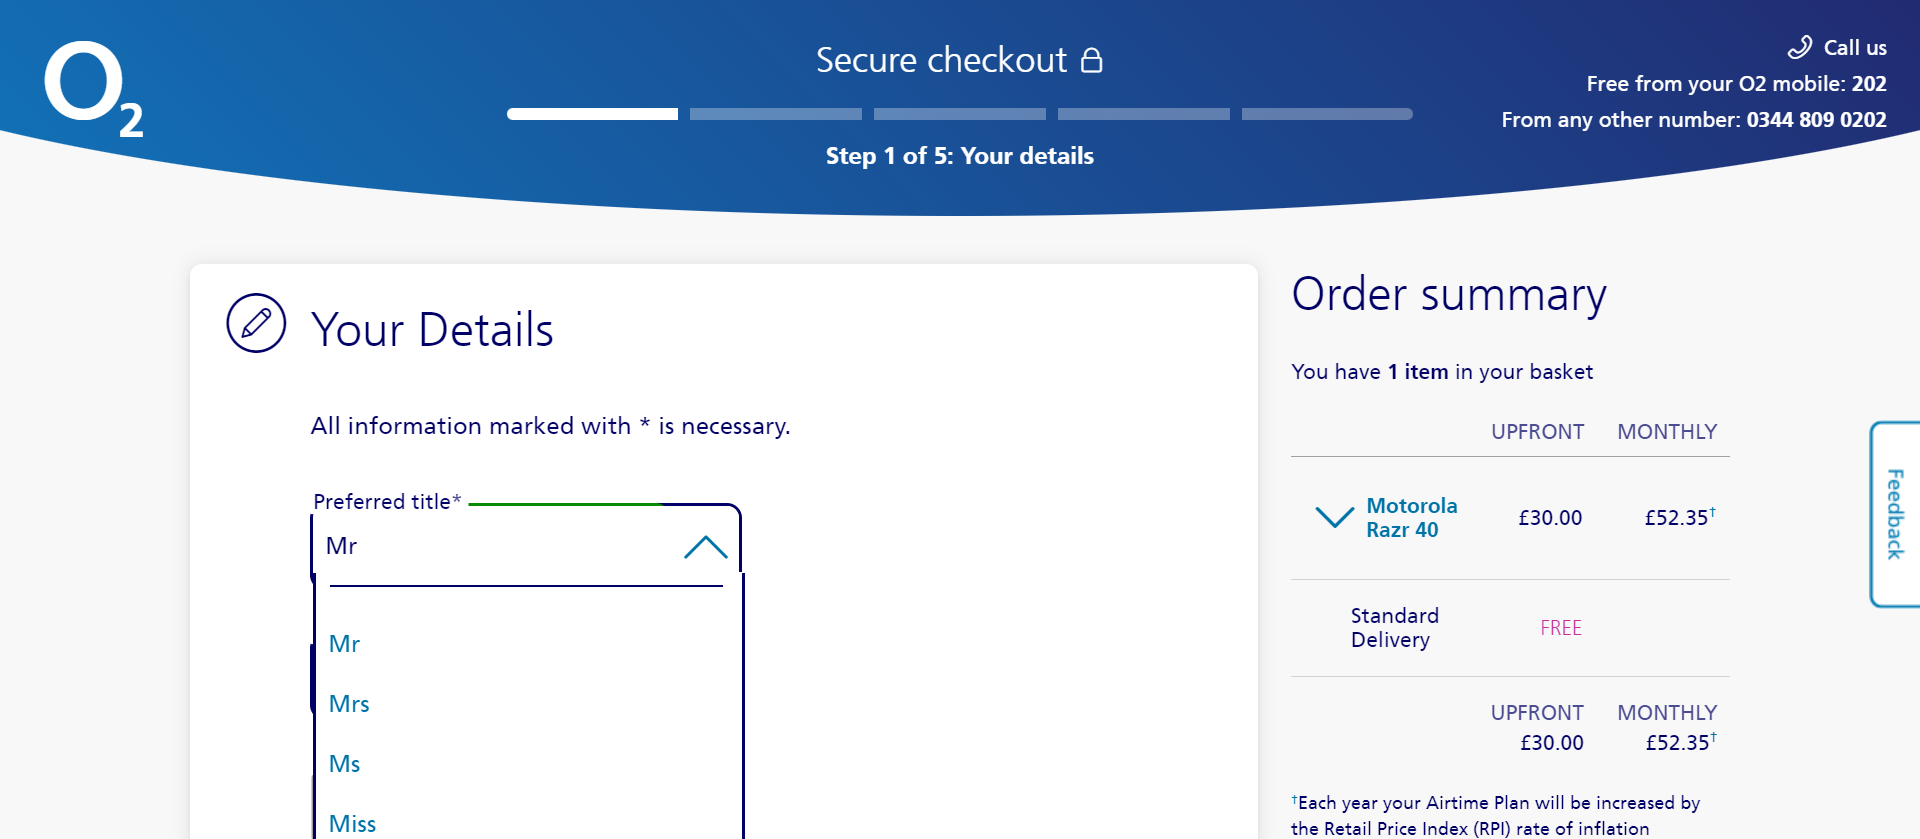 O2
Secure checkout
Step 1 of 5: Your details
Call us
Free from your O2 mobile: 202
From any other number: 0344 809 0202
Your Details
All information marked with * is necessary.
Preferred title*
Mr
Mr
Mrs
Ms
Miss
Order summary
You have 1 item in your basket
UPFRONT MONTHLY
Motorola
Razr 40
£30.00 £52.35†
Standard
Delivery
FREE
UPFRONT MONTHLY
£30.00 £52.35†
†Each year your Airtime Plan will be increased by
the Retail Price Index (RPI) rate of inflation
Feedback